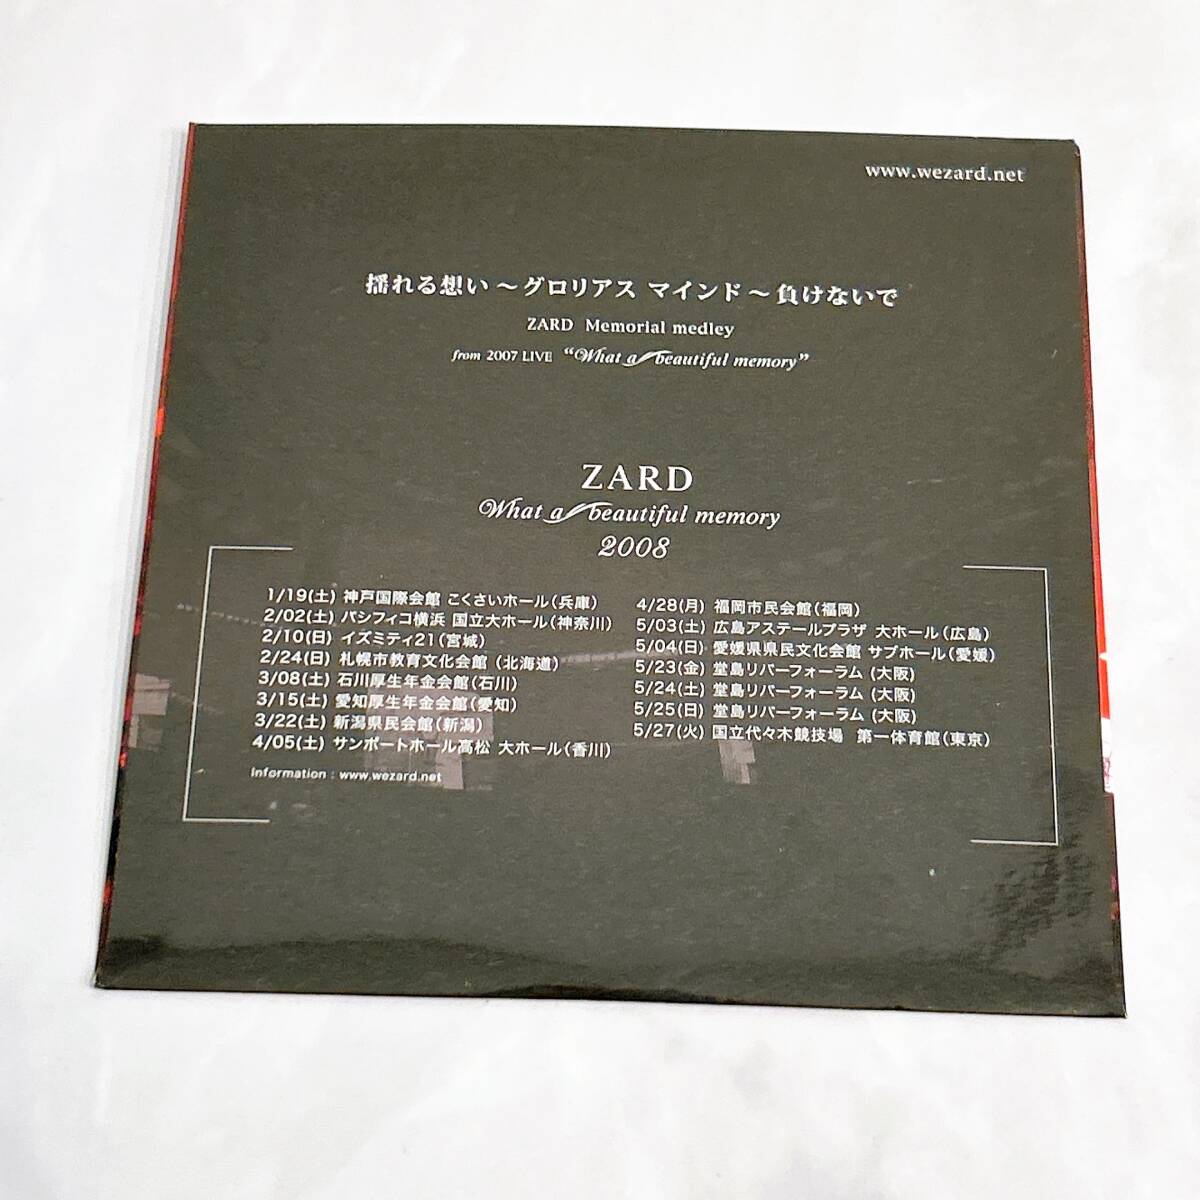 www.wezard.net
揺れる想い～グロリアス マインド～負けないで
ZARD Memorial medley
from 2007 LIVE “What a beautiful memory”
ZARD
What a beautiful memory
2008
1/19(土) 神戸国際会館 こくさいホール(兵庫)
2/02(土) パシフィコ横浜 国立大ホール(神奈川)
2/10(日) イズミティ21(宮城)
2/24(日) 札幌市教育文化会館 (北海道)
3/08(土) 石川厚生年金会館(石川)
3/15(土) 愛知厚生年金会館(愛知)
3/22(土) 新潟県民会館(新潟)
4/05(土) サンポートホール高松 大ホール(香川)
Information : www.wezard.net
4/28(月) 福岡市民会館(福岡)
5/03(土) 広島アステールプラザ 大ホール(広島)
5/04(日) 愛媛県県民文化会館 サブホール(愛媛)
5/23(金) 堂島リバーフォーラム (大阪)
5/24(土) 堂島リバーフォーラム (大阪)
5/25(日) 堂島リバーフォーラム (大阪)
5/27(火) 国立代々木競技場 第一体育館(東京)